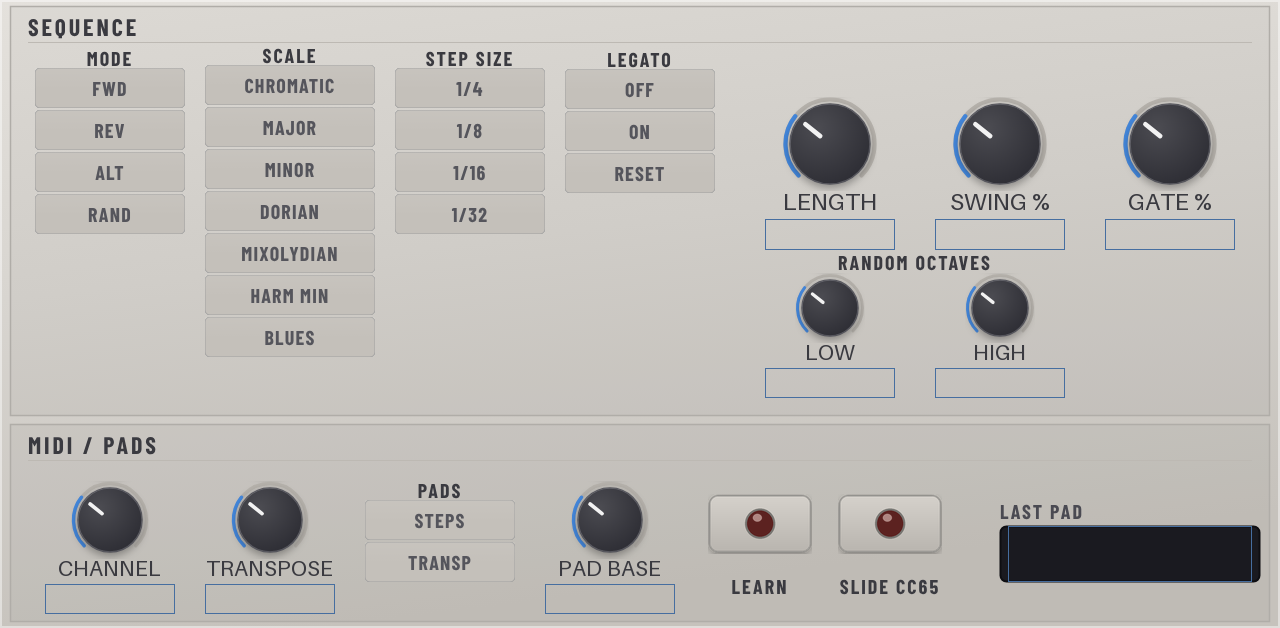 SEQUENCE
MODE
FWD
REV
ALT
RAND
SCALE
CHROMATIC
MAJOR
MINOR
DORIAN
MIXOLYDIAN
HARM MIN
BLUES
STEP SIZE
1/4
1/8
1/16
1/32
LEGATO
OFF
ON
RESET
LENGTH
SWING %
GATE %
RANDOM OCTAVES
LOW
HIGH
MIDI / PADS
CHANNEL
TRANSPOSE
PADS
STEPS
TRANSP
PAD BASE
LEARN
SLIDE CC65
LAST PAD